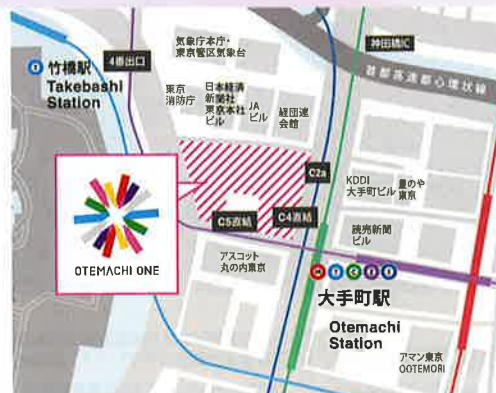 気象庁本庁・
東京管区気象台
神田橋IC
4番出口
竹橋駅
Takebashi
Station
首都高速都心環状線
東京
消防庁
日本経済
新聞社
東京本社
ビル
JA
ビル
経団連
会館
C2a
KDDI
大手町ビル
星のや
東京
C5直結
C4直結
読売新聞
ビル
OTEMACHI ONE
アスコット
丸の内東京
M T C Z I
大手町駅
Otemachi
Station
アマン東京
OOTEMORI